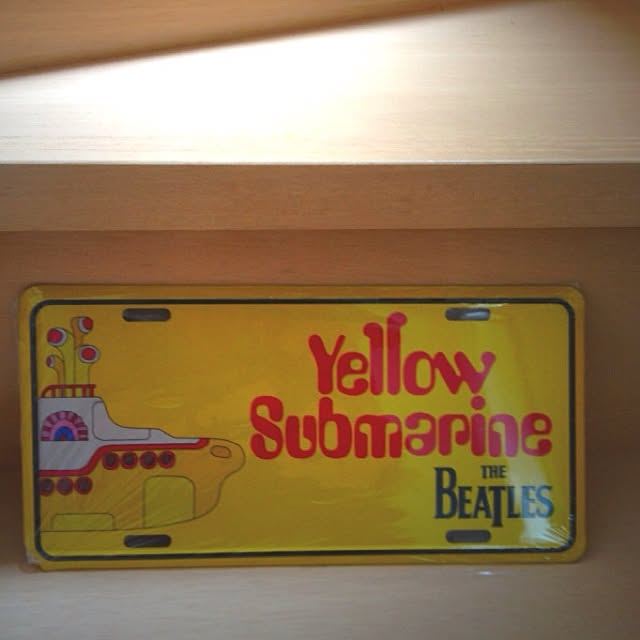 Yellow
Submarine
THE
BEATLES